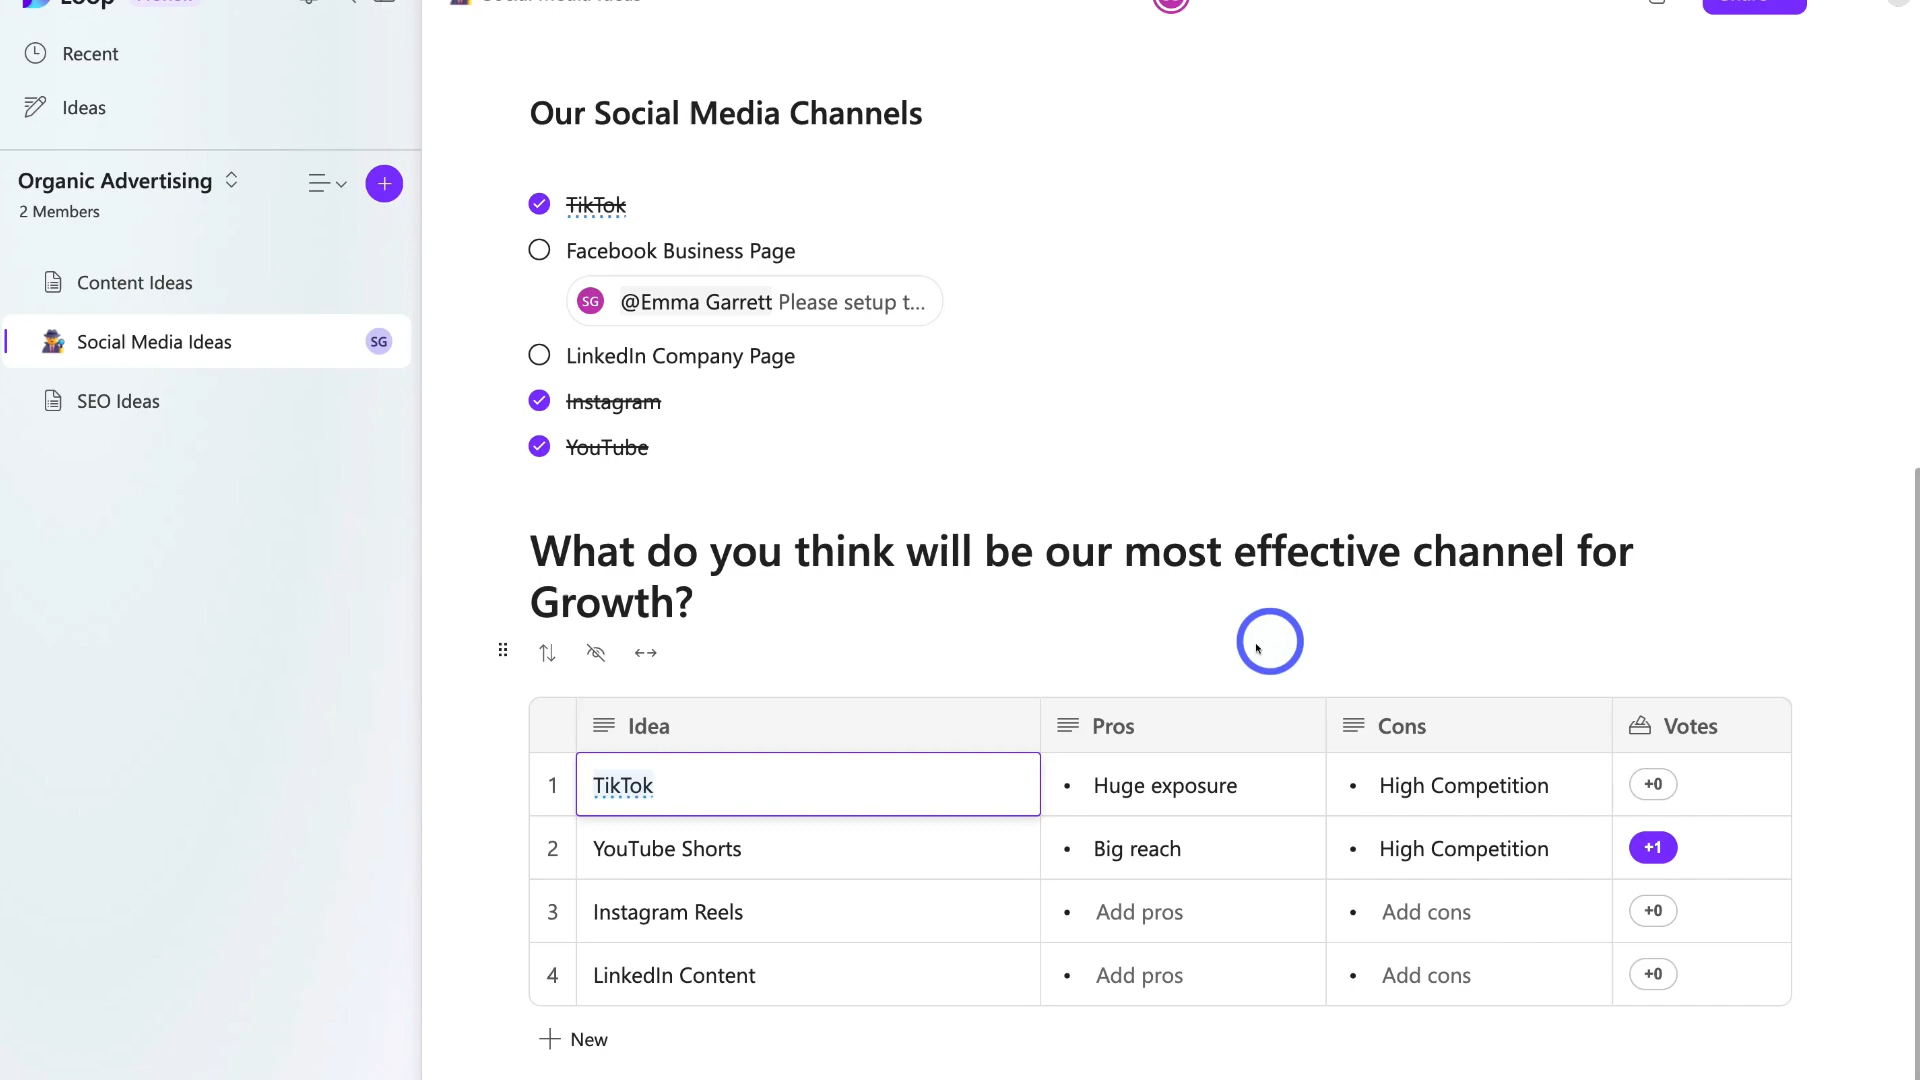 Loop
Recent
Ideas
Organic Advertising
2 Members
Content Ideas
Social Media Ideas
SG
SEO Ideas
Our Social Media Channels
TikTok
Facebook Business Page
SG @Emma Garrett Please setup t...
LinkedIn Company Page
Instagram
YouTube
What do you think will be our most effective channel for
Growth?
Idea Pros Cons Votes
1 TikTok • Huge exposure • High Competition +0
2 YouTube Shorts • Big reach • High Competition +1
3 Instagram Reels • Add pros • Add cons +0
4 LinkedIn Content • Add pros • Add cons +0
New